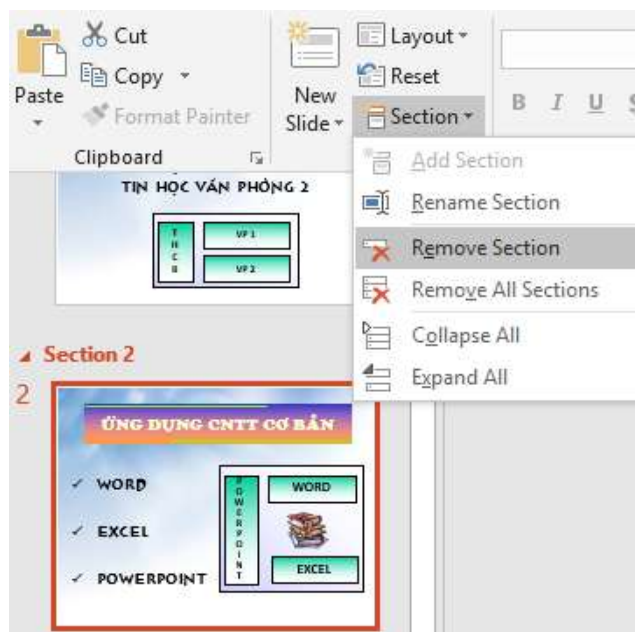 Cut
Copy
Format Painter
Paste
Clipboard
New
Slide
Layout
Reset
Section
B I U S
Add Section
Rename Section
Remove Section
Remove All Sections
Collapse All
Expand All
TIN HỌC VĂN PHÒNG 2
THCB
VP 1
VP 2
Section 2
2
ỨNG DỤNG CNTT CƠ BẢN
WORD
EXCEL
POWERPOINT
POWERPOINT
WORD
EXCEL